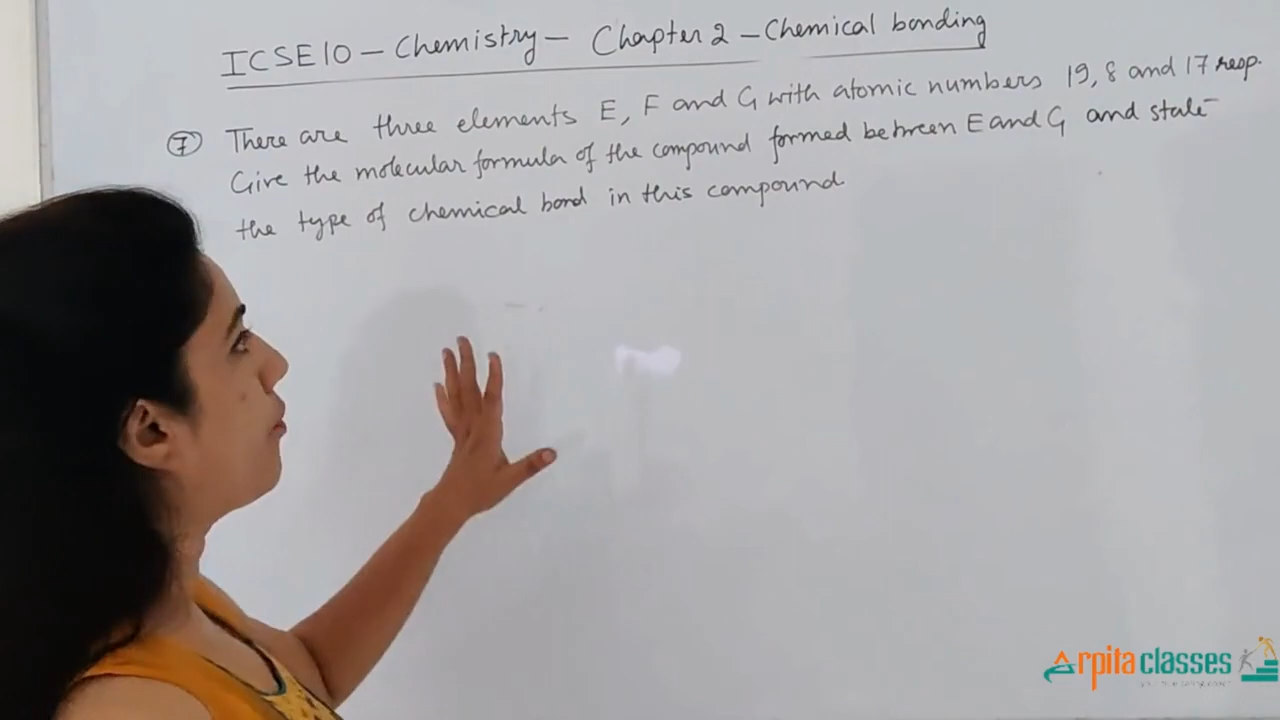 ICSE 10 – Chemistry – Chapter 2 – Chemical bonding
⑦ There are three elements E, F and G with atomic numbers 19, 8 and 17 resp.
Give the molecular formula of the compound formed between E and G and state
the type of chemical bond in this compound
Arpita classes